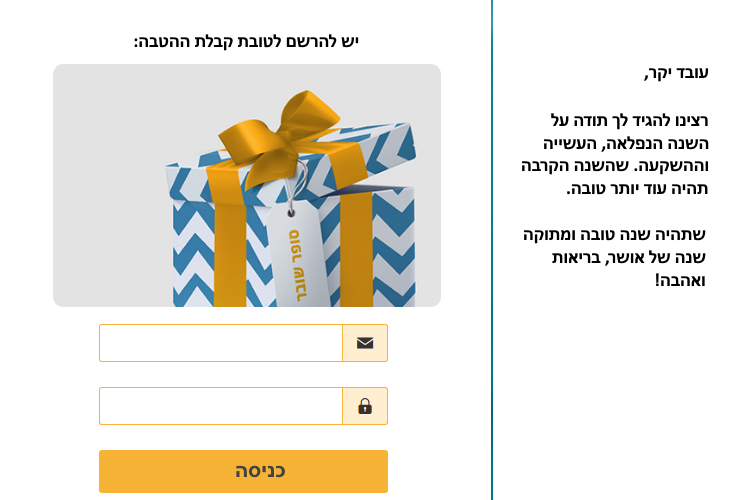 עובד יקר,
רצינו להגיד לך תודה על
השנה הנפלאה, העשייה
וההשקעה. שהשנה הקרבה
תהיה עוד יותר טובה.
שתהיה שנה טובה ומתוקה
שנה של אושר, בריאות
ואהבה!
יש להרשם לטובת קבלת ההטבה:
סופר שובר
כניסה